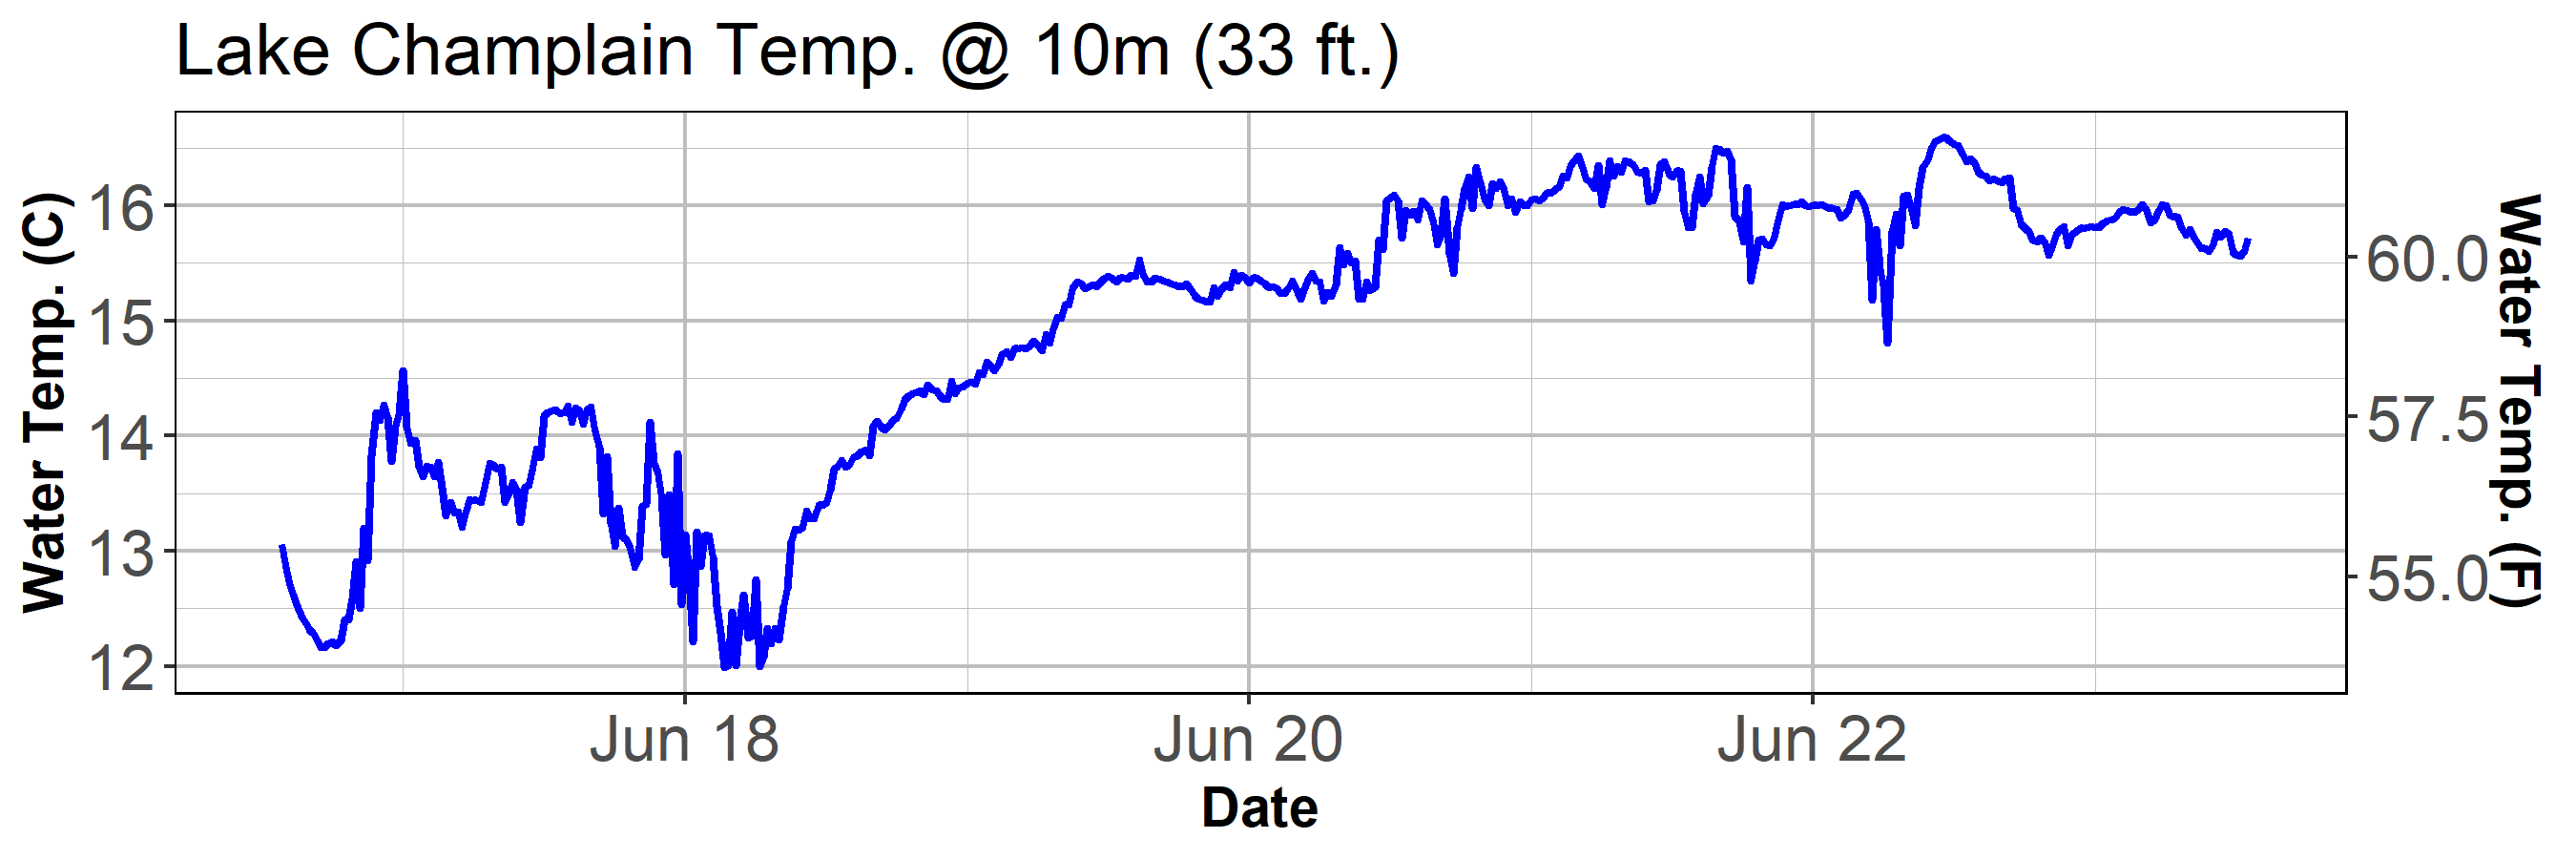 Lake Champlain Temp. @ 10m (33 ft.)
Water Temp. (C)
16
15
14
13
12
60.0
57.5
55.0
Water Temp. (F)
Jun 18
Jun 20
Jun 22
Date